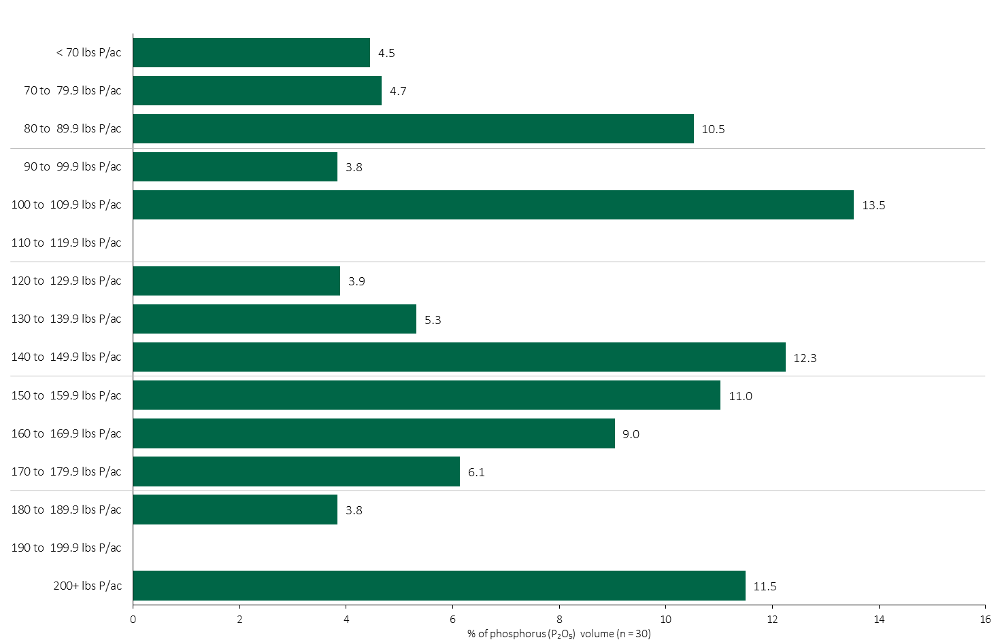 < 70 lbs P/ac 4.5
70 to 79.9 lbs P/ac 4.7
80 to 89.9 lbs P/ac 10.5
90 to 99.9 lbs P/ac 3.8
100 to 109.9 lbs P/ac 13.5
110 to 119.9 lbs P/ac
120 to 129.9 lbs P/ac 3.9
130 to 139.9 lbs P/ac 5.3
140 to 149.9 lbs P/ac 12.3
150 to 159.9 lbs P/ac 11.0
160 to 169.9 lbs P/ac 9.0
170 to 179.9 lbs P/ac 6.1
180 to 189.9 lbs P/ac 3.8
190 to 199.9 lbs P/ac
200+ lbs P/ac 11.5
0 2 4 6 8 10 12 14 16
% of phosphorus (P₂O₅) volume (n = 30)